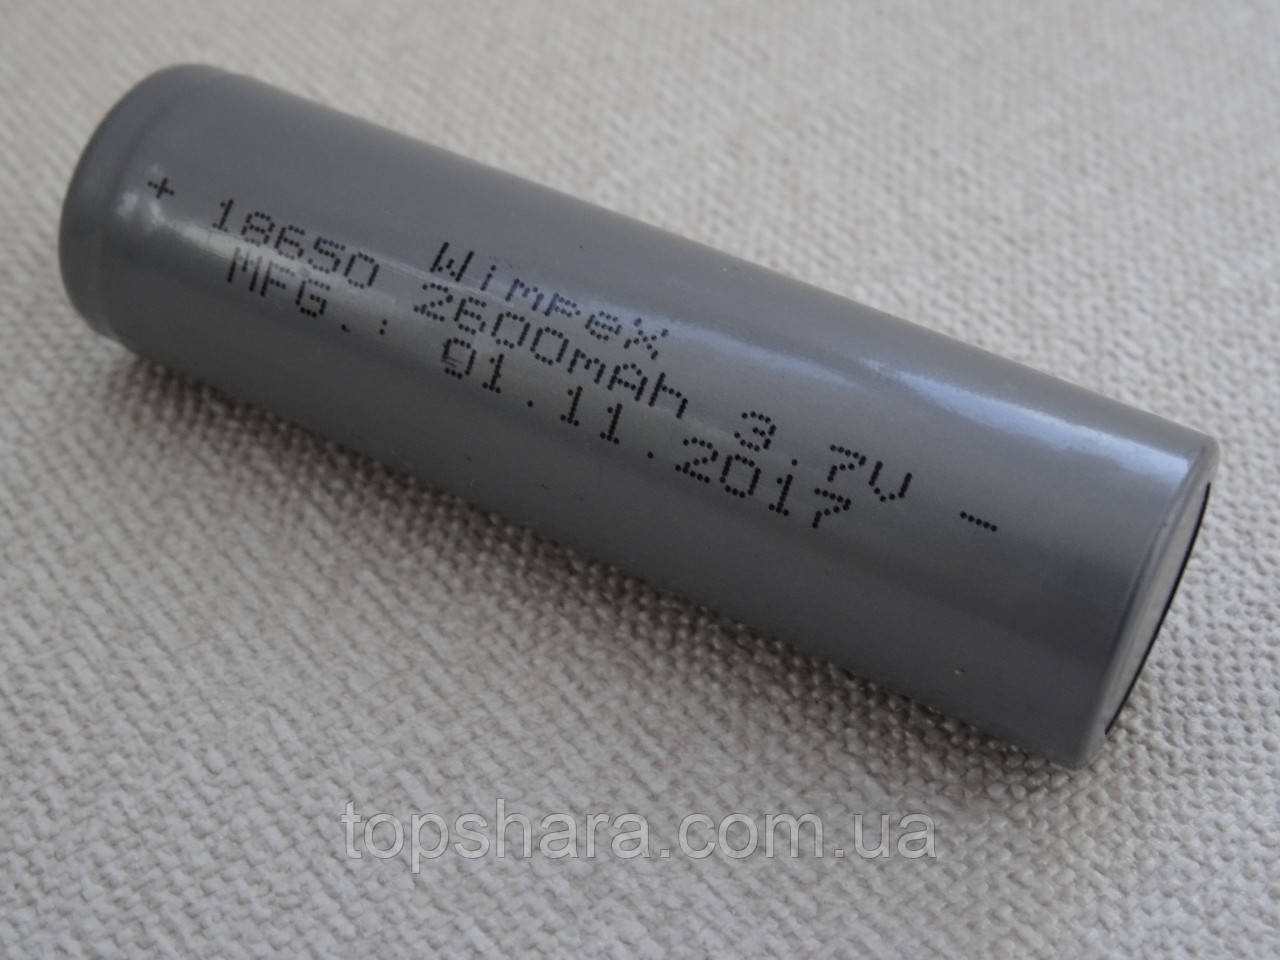 Wimpex
+ 18650 2600mAh 3.7V -
MFG.: 01.11.2017
topshara.com.ua